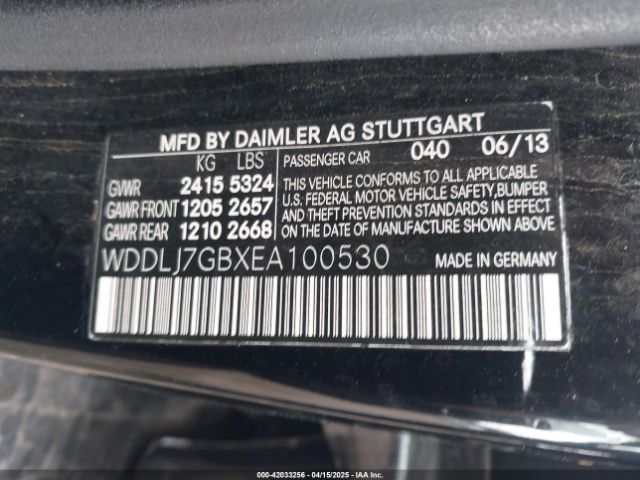 MFD BY DAIMLER AG STUTTGART
KG LBS PASSENGER CAR 040 06/13
GVWR 2415 5324
GAWR FRONT 1205 2657
GAWR REAR 1210 2668
THIS VEHICLE CONFORMS TO ALL APPLICABLE
U.S. FEDERAL MOTOR VEHICLE SAFETY, BUMPER
AND THEFT PREVENTION STANDARDS IN EFFECT
ON DATE OF MANUFACTURE SHOWN ABOVE
WDDLJ7GBXEA100530 MADE IN GERMANY
000-42033256 - 04/15/2025 - © IAA Inc.